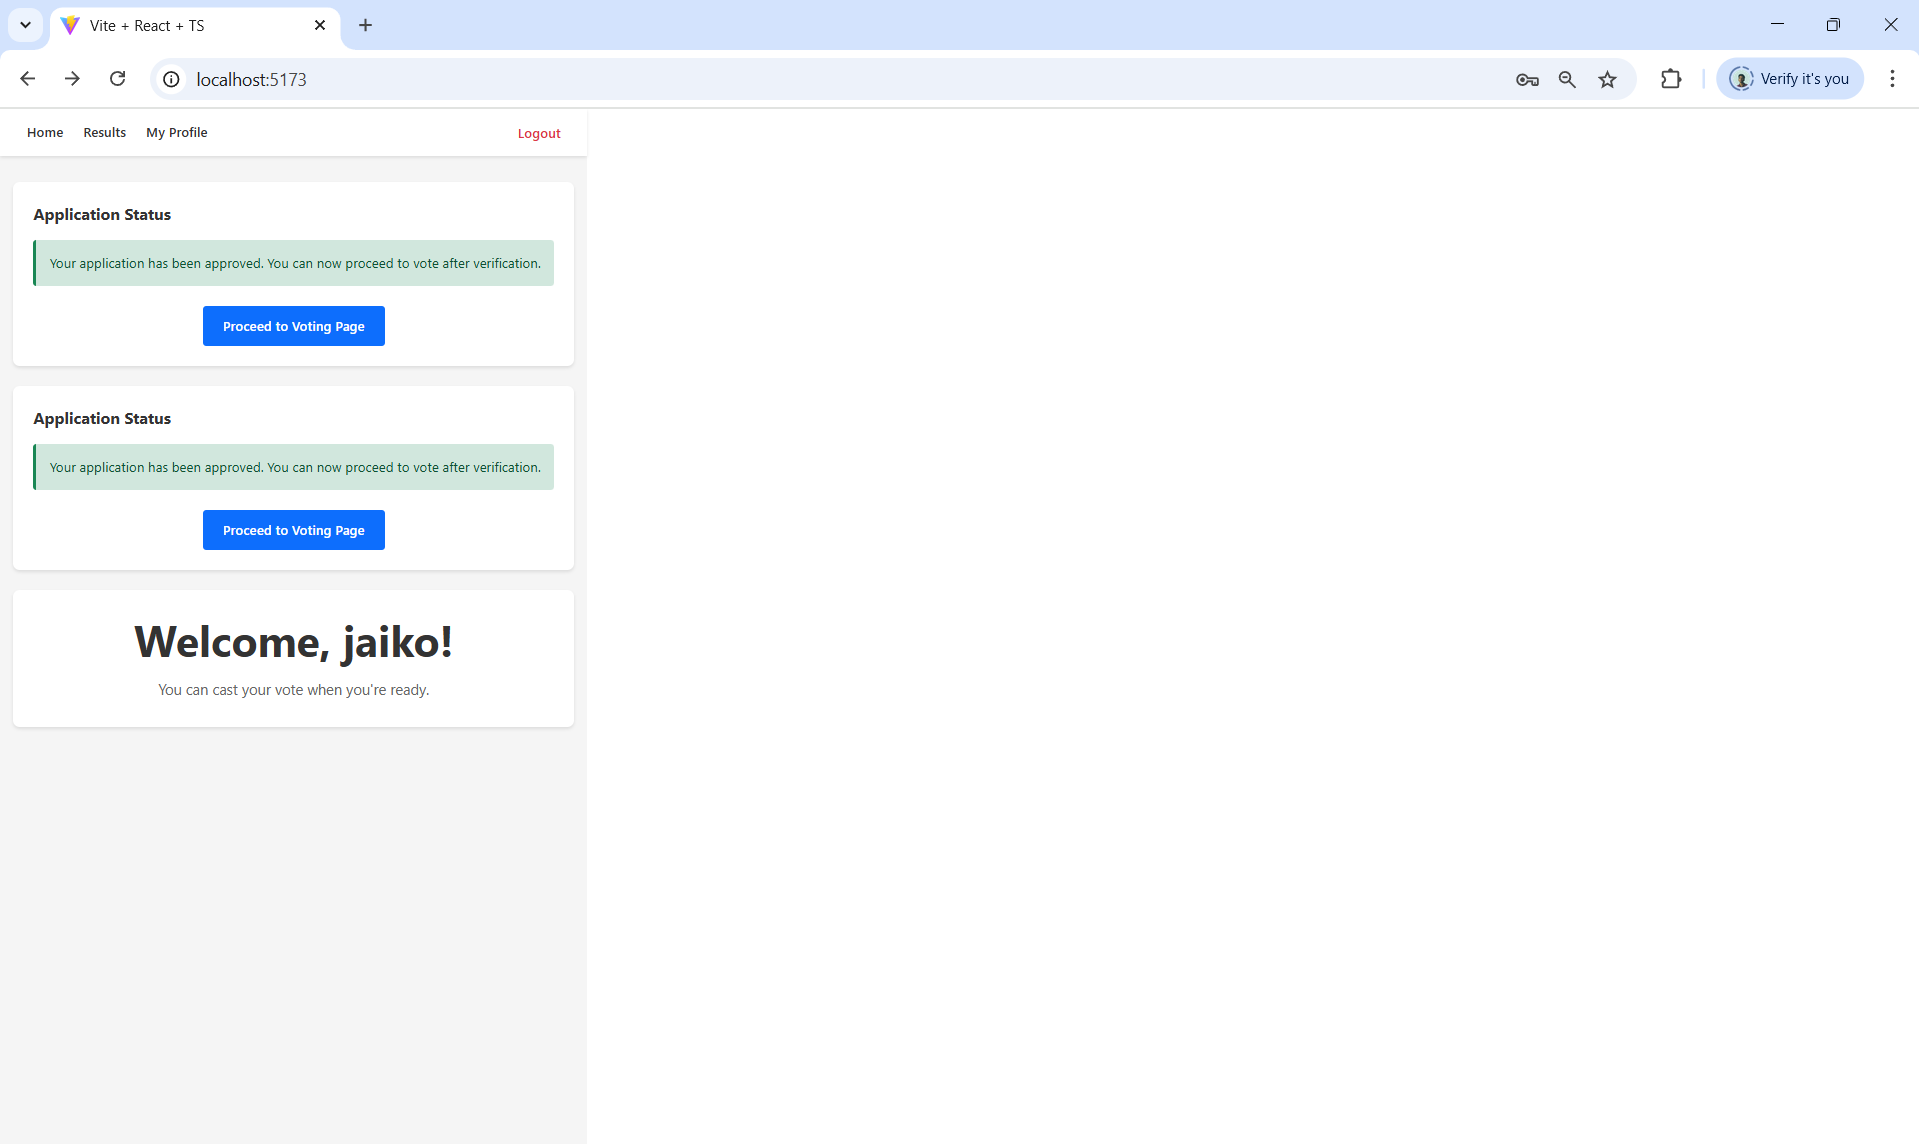 Vite + React + TS
localhost:5173
Verify it's you
Home Results My Profile Logout
Application Status
Your application has been approved. You can now proceed to vote after verification.
Proceed to Voting Page
Application Status
Your application has been approved. You can now proceed to vote after verification.
Proceed to Voting Page
Welcome, jaiko!
You can cast your vote when you're ready.